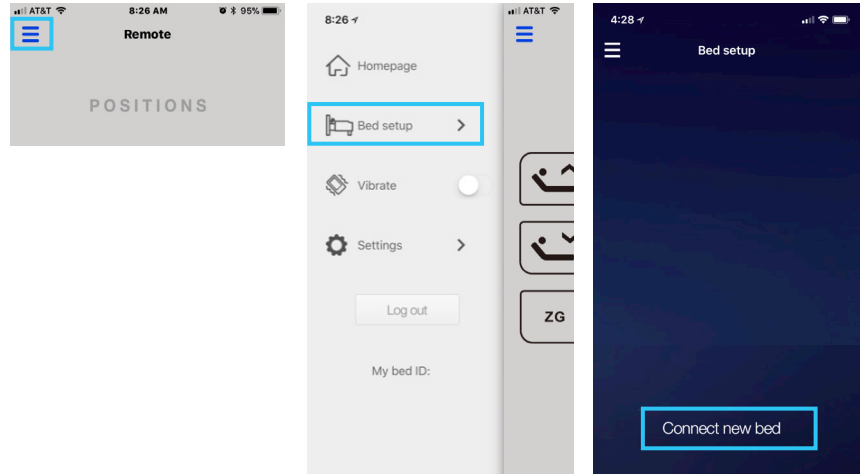 AT&T 8:26 AM 95%
Remote
POSITIONS
8:26
Homepage
Bed setup
Vibrate
Settings
Log out
My bed ID:
AT&T
ZG
4:28
Bed setup
Connect new bed